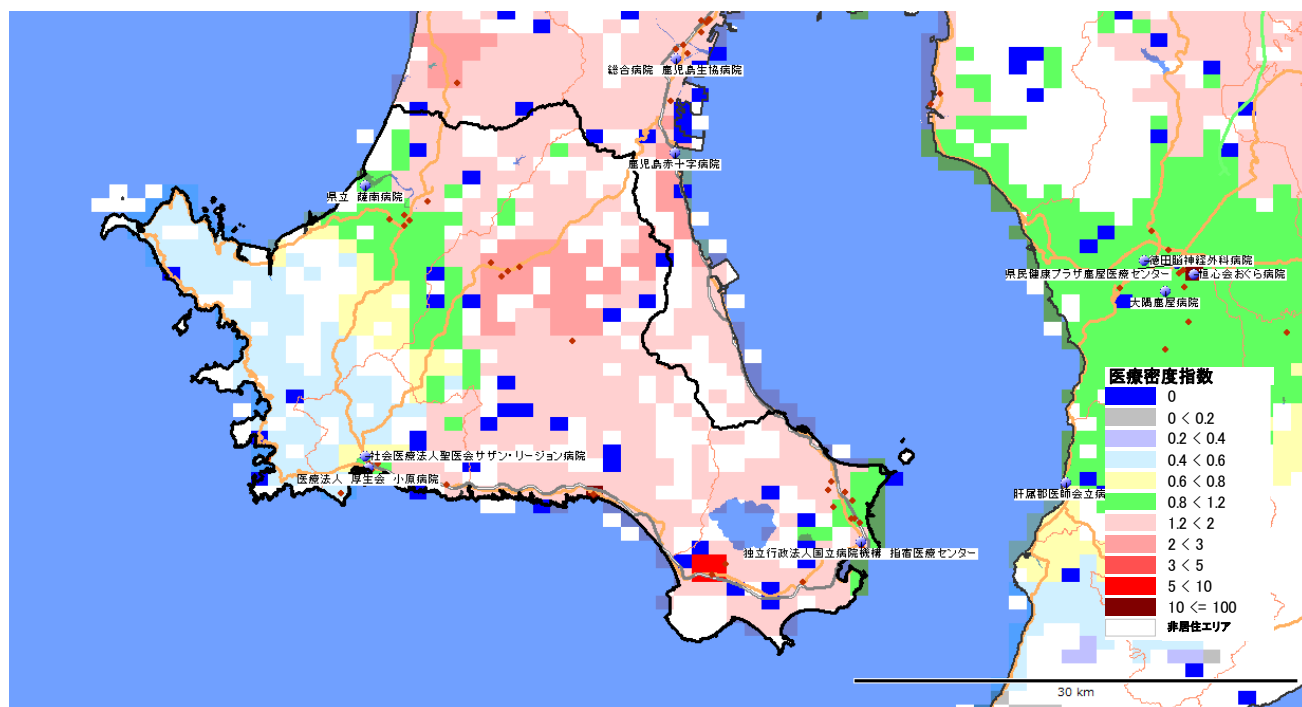 総合病院 鹿児島生協病院
鹿児島赤十字病院
県立 薩南病院
徳田脳神経外科病院
県民健康プラザ鹿屋医療センター
恒心会おぐら病院
大隅鹿屋病院
医療密度指数
0
0 < 0.2
0.2 < 0.4
0.4 < 0.6
0.6 < 0.8
0.8 < 1.2
1.2 < 2
2 < 3
3 < 5
5 < 10
10 <= 100
非居住エリア
社会医療法人聖医会サザン・リージョン病院
医療法人 厚生会 小原病院
肝属郡医師会立病
独立行政法人国立病院機構 指宿医療センター
30 km